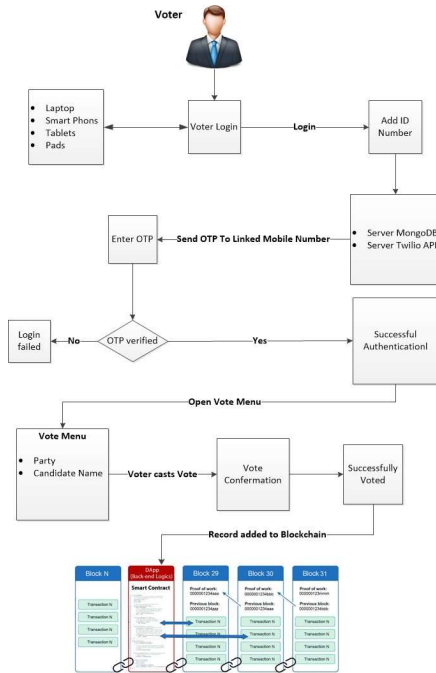 Voter
Laptop
Smart Phons
Tablets
Pads
Voter Login
Login
Add ID
Number
Enter OTP
Send OTP To Linked Mobile Number
Server MongoDB
Server Twilio API
Login
failed
No
OTP verified
Yes
Successful
Authenticationl
Open Vote Menu
Vote Menu
Party
Candidate Name
Voter casts Vote
Vote
Confermation
Successfully
Voted
Record added to Blockchain
Block N
Transaction N
Transaction N
Transaction N
Transaction N
DApp
(Back-end Logics)
Smart Contract
Block 29
Proof of work:
Previous block:
Transaction N
Transaction N
Transaction N
Transaction N
Block 30
Proof of work:
Previous block:
Transaction N
Transaction N
Transaction N
Transaction N
Block 31
Proof of work:
Previous block:
Transaction N
Transaction N
Transaction N
Transaction N